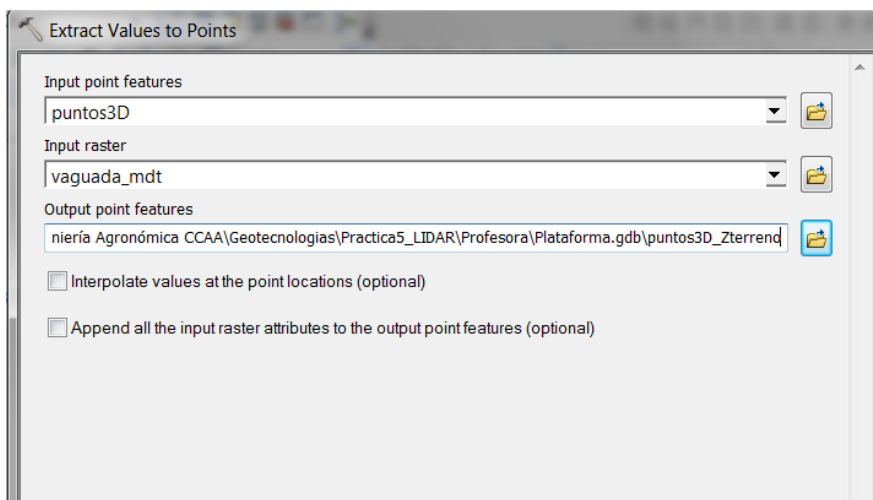 Extract Values to Points
Input point features
puntos3D
Input raster
vaguada_mdt
Output point features
niería Agronómica CCAA\Geotecnologias\Practica5_LIDAR\Profesora\Plataforma.gdb\puntos3D_Zterreno
Interpolate values at the point locations (optional)
Append all the input raster attributes to the output point features (optional)